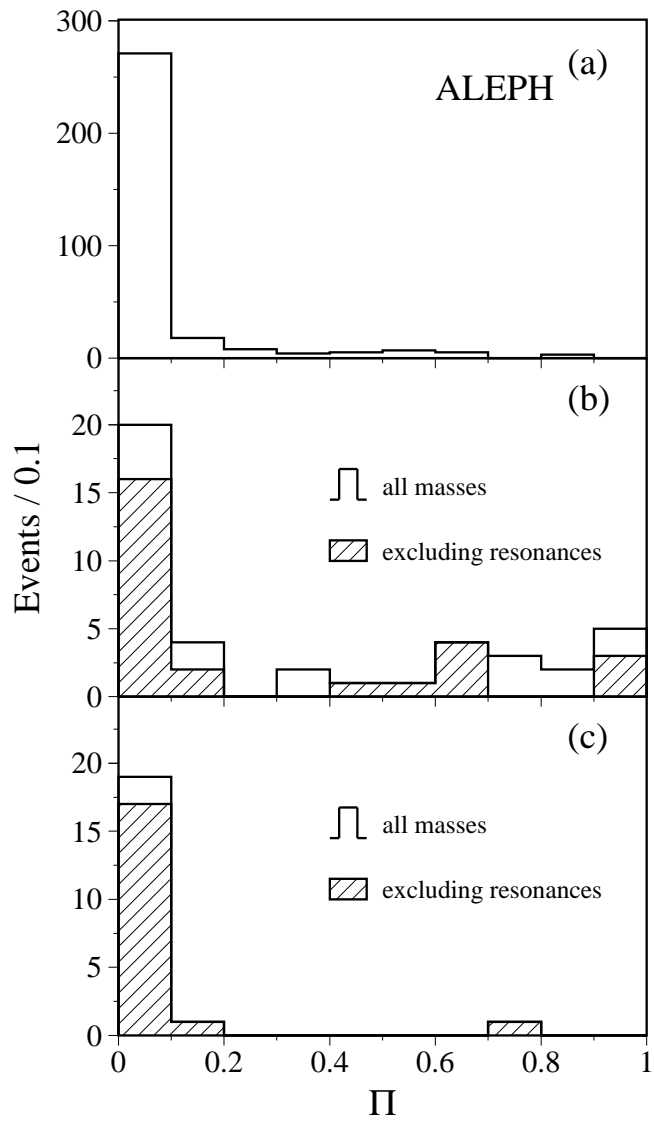 300
(a)
ALEPH
200
100
0
Events / 0.1
(b)
20
all masses
15
excluding resonances
10
5
0
(c)
20
all masses
15
excluding resonances
10
5
0
0 0.2 0.4 0.6 0.8 1
Π